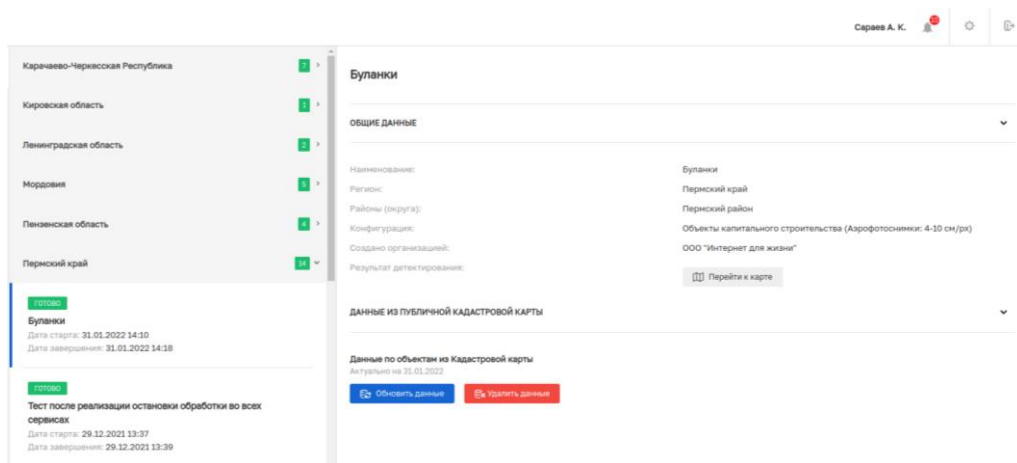 Сараев А. К.
Карачаево-Черкесская Республика 7
Кировская область 1
Ленинградская область 2
Мордовия 5
Пензенская область 4
Пермский край 14
ГОТОВО
Буланки
Дата старта: 31.01.2022 14:10
Дата завершения: 31.01.2022 14:18
ГОТОВО
Тест после реализации остановки обработки во всех
сервисах
Дата старта: 29.12.2021 13:37
Дата завершения: 29.12.2021 13:39
Буланки
ОБЩИЕ ДАННЫЕ
Наименование: Буланки
Регион: Пермский край
Районы (округа): Пермский район
Конфигурация: Объекты капитального строительства (Аэрофотоснимки: 4-10 см/px)
Создано организацией: ООО "Интернет для жизни"
Результат детектирования: Перейти к карте
ДАННЫЕ ИЗ ПУБЛИЧНОЙ КАДАСТРОВОЙ КАРТЫ
Данные по объектам из Кадастровой карты
Актуально на 31.01.2022
Обновить данные Удалить данные